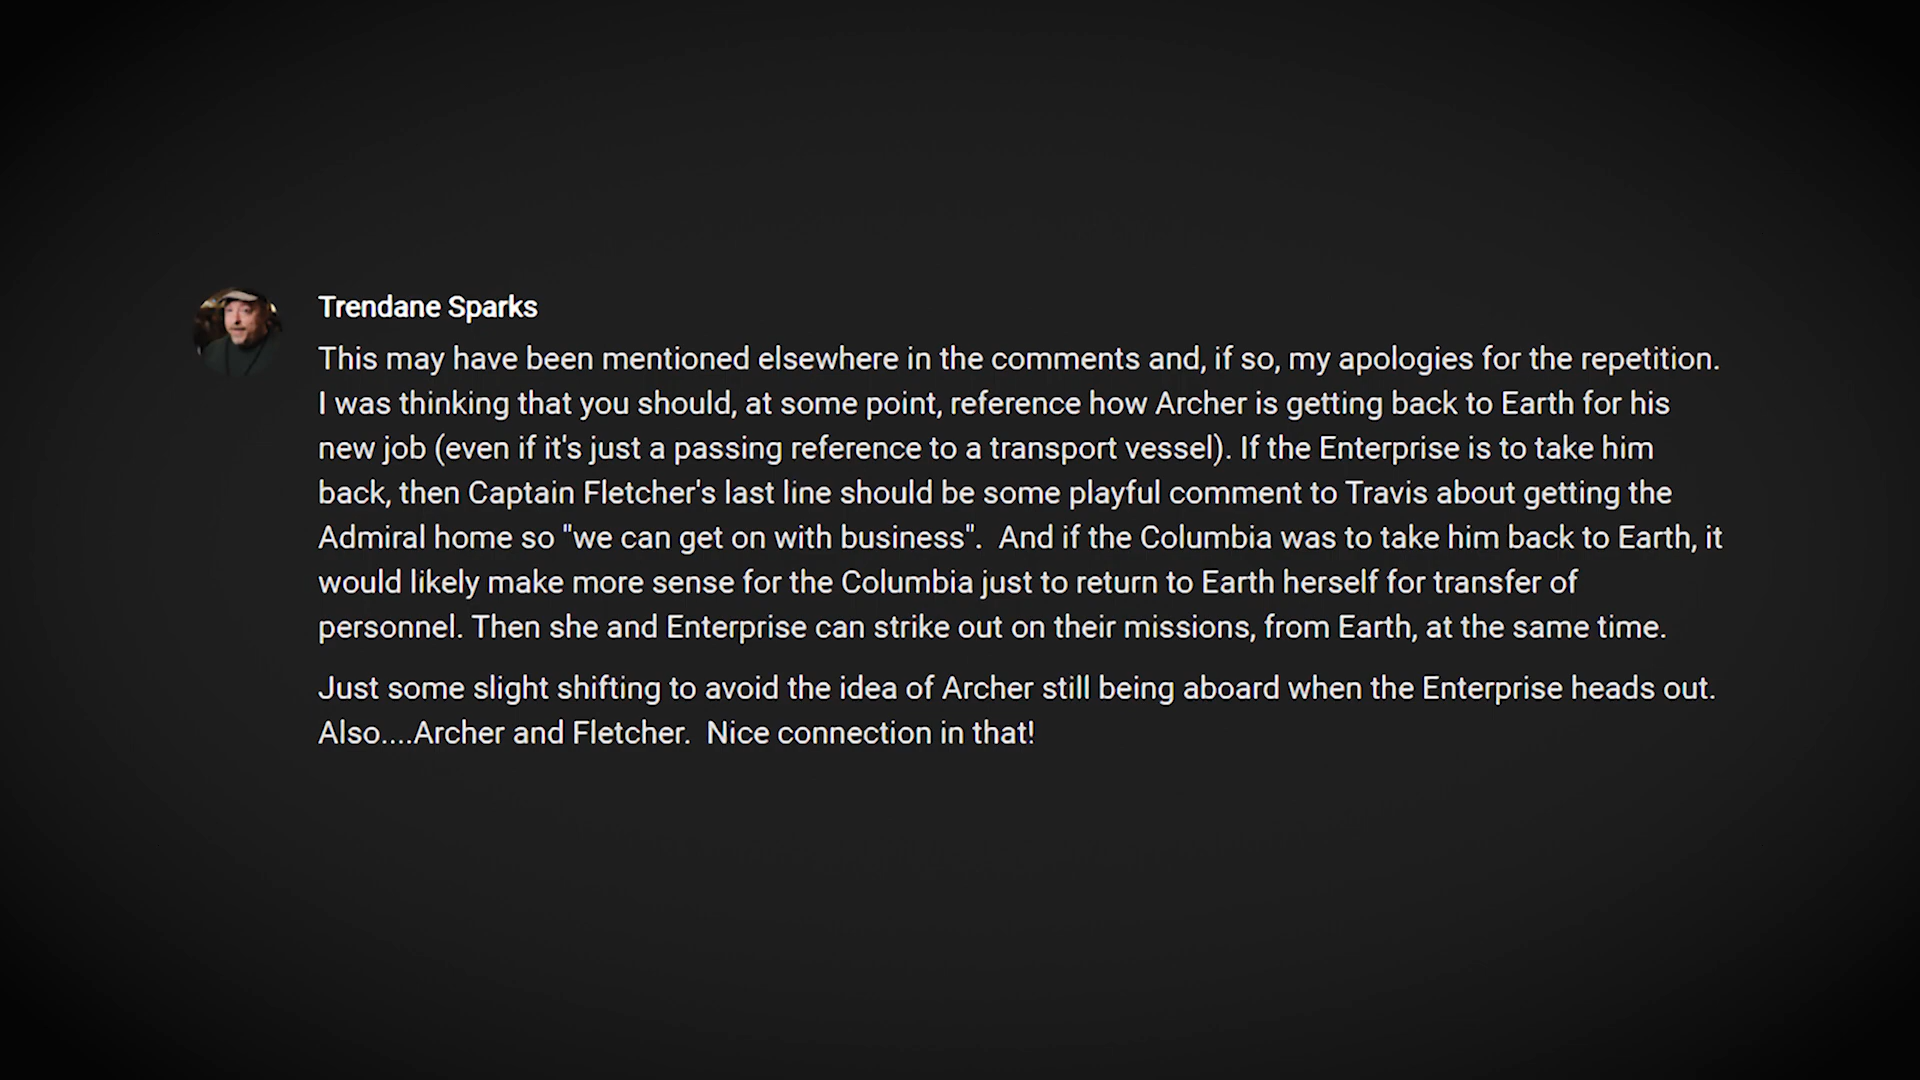 Trendane Sparks
This may have been mentioned elsewhere in the comments and, if so, my apologies for the repetition.
I was thinking that you should, at some point, reference how Archer is getting back to Earth for his
new job (even if it's just a passing reference to a transport vessel). If the Enterprise is to take him
back, then Captain Fletcher's last line should be some playful comment to Travis about getting the
Admiral home so "we can get on with business".  And if the Columbia was to take him back to Earth, it
would likely make more sense for the Columbia just to return to Earth herself for transfer of
personnel. Then she and Enterprise can strike out on their missions, from Earth, at the same time.
Just some slight shifting to avoid the idea of Archer still being aboard when the Enterprise heads out.
Also....Archer and Fletcher.  Nice connection in that!